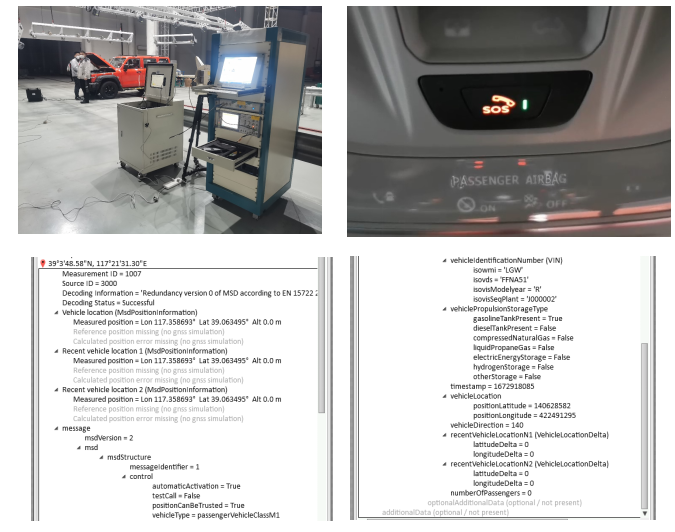 SOS
PASSENGER AIRBAG
ON
OFF
39°3'48.58"N, 117°21'31.30"E
Measurement ID = 1007
Source ID = 3000
Decoding Information = 'Redundancy version 0 of MSD according to EN 15722 2
Decoding Status = Successful
Vehicle location (MsdPositionInformation)
Measured position = Lon 117.358693° Lat 39.063495° Alt 0.0 m
Reference position missing (no gnss simulation)
Calculated position error missing (no gnss simulation)
Recent vehicle location 1 (MsdPositionInformation)
Measured position = Lon 117.358693° Lat 39.063495° Alt 0.0 m
Reference position missing (no gnss simulation)
Calculated position error missing (no gnss simulation)
Recent vehicle location 2 (MsdPositionInformation)
Measured position = Lon 117.358693° Lat 39.063495° Alt 0.0 m
Reference position missing (no gnss simulation)
Calculated position error missing (no gnss simulation)
message
msdVersion = 2
msd
msdStructure
messageIdentifier = 1
control
automaticActivation = True
testCall = False
positionCanBeTrusted = True
vehicleType = passengerVehicleClassM1
vehicleIdentificationNumber (VIN)
isowmi = 'LGW'
isovds = 'FFNA51'
isovisModelyear = 'R'
isovisSeqPlant = 'J000002'
vehiclePropulsionStorageType
gasolineTankPresent = True
dieselTankPresent = False
compressedNaturalGas = False
liquidPropaneGas = False
electricEnergyStorage = False
hydrogenStorage = False
otherStorage = False
timestamp = 1672918085
vehicleLocation
positionLatitude = 140628582
positionLongitude = 422491295
vehicleDirection = 140
recentVehicleLocationN1 (VehicleLocationDelta)
latitudeDelta = 0
longitudeDelta = 0
recentVehicleLocationN2 (VehicleLocationDelta)
latitudeDelta = 0
longitudeDelta = 0
numberOfPassengers = 0
optionalAdditionalData (optional / not present)
additionalData (optional / not present)